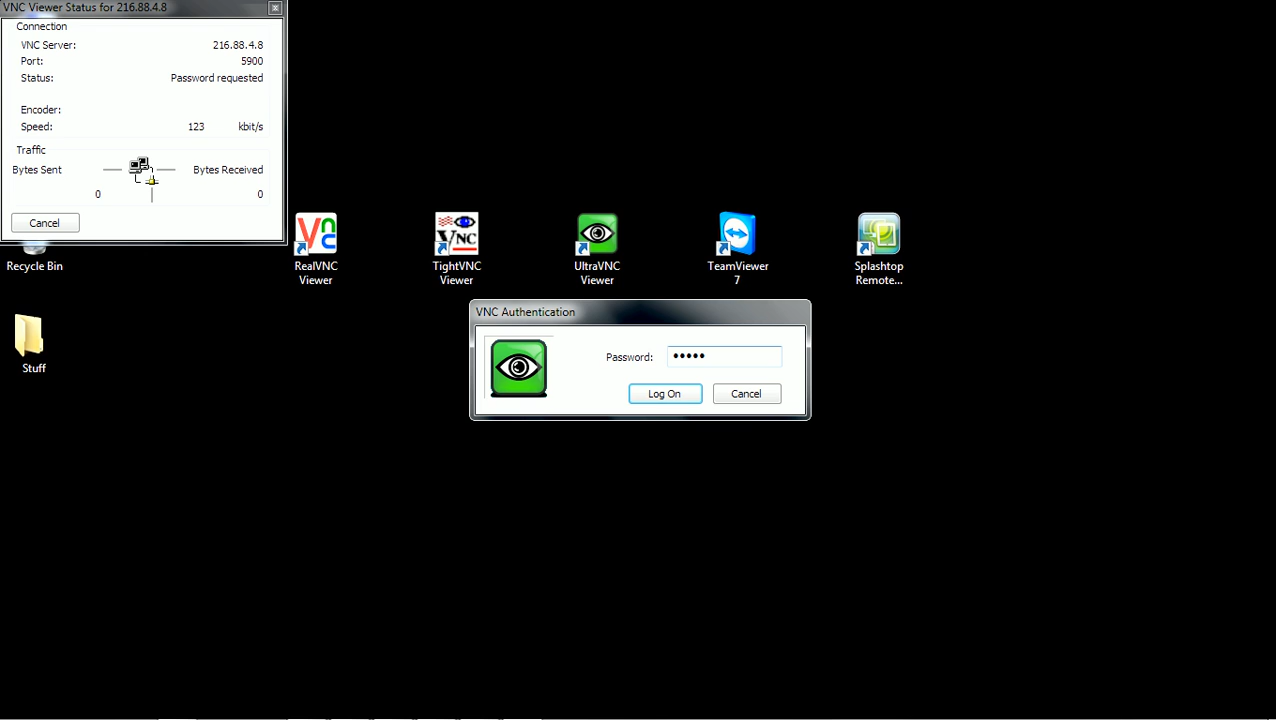 VNC Viewer Status for 216.88.4.8
Connection
VNC Server: 216.88.4.8
Port: 5900
Status: Password requested
Encoder:
Speed: 123 kbit/s
Traffic
Bytes Sent Bytes Received
0 0
Cancel
Recycle Bin
RealVNC
Viewer
VNC
TightVNC
Viewer
UltraVNC
Viewer
TeamViewer
7
Splashtop
Remote...
Stuff
VNC Authentication
Password: •••••
Log On Cancel